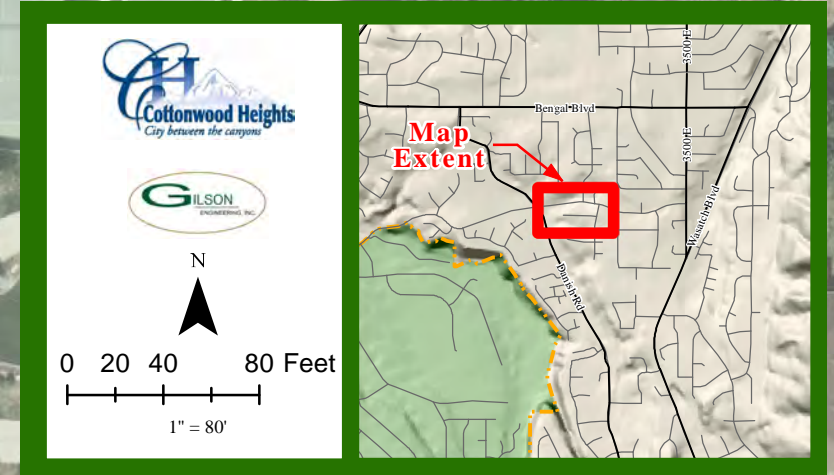 CH
Cottonwood Heights
City between the canyons
GILSON
ENGINEERING, INC.
N
0 20 40 80 Feet
1" = 80'
3500 E
Bengal Blvd
Map
Extent
3500 E
Wasatch Blvd
Danish Rd